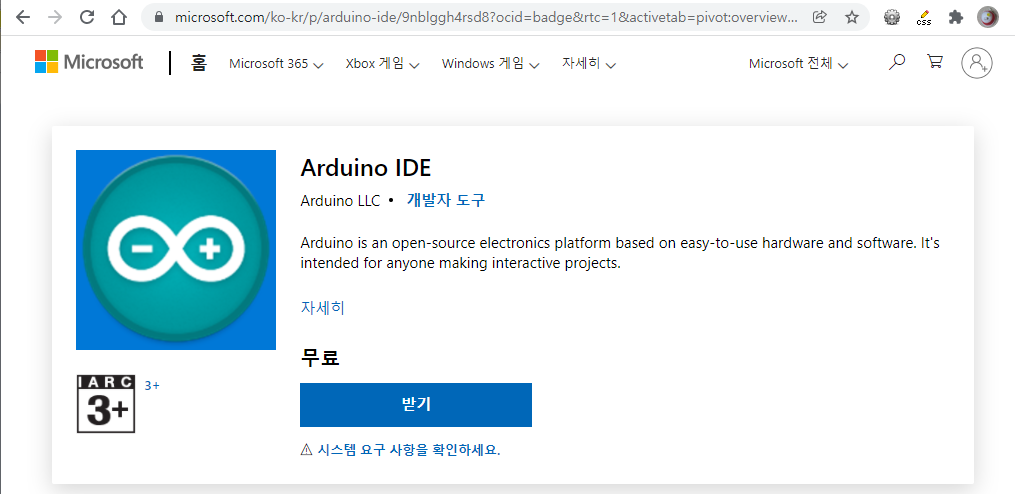 microsoft.com/ko-kr/p/arduino-ide/9nblggh4rsd8?ocid=badge&rtc=1&activetab=pivot:overview...
css
Microsoft 홈 Microsoft 365 Xbox 게임 Windows 게임 자세히 Microsoft 전체
Arduino IDE
Arduino LLC • 개발자 도구
Arduino is an open-source electronics platform based on easy-to-use hardware and software. It's
intended for anyone making interactive projects.
자세히
무료
IARC
3+
3+
받기
⚠ 시스템 요구 사항을 확인하세요.